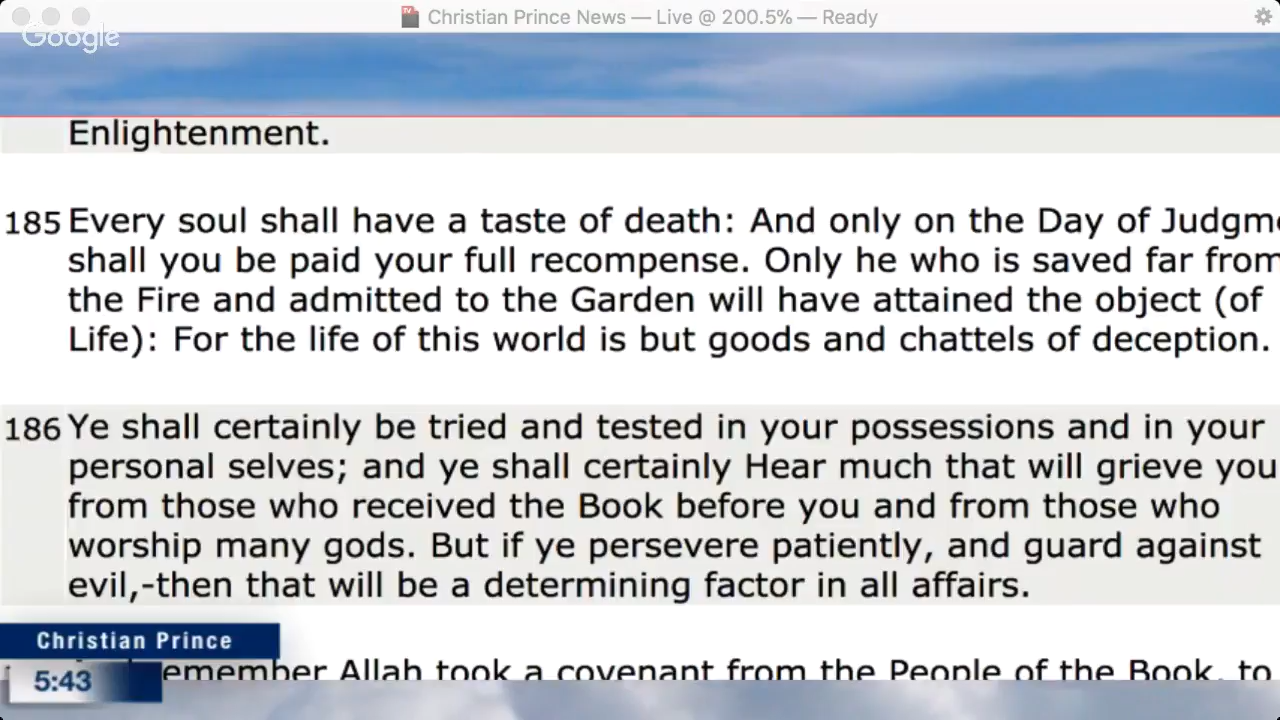 Christian Prince News — Live @ 200.5% — Ready
Google
Enlightenment.
185 Every soul shall have a taste of death: And only on the Day of
shall you be paid your full recompense. Only he who is saved far from
the Fire and admitted to the Garden will have attained the object (of
Life): For the life of this world is but goods and chattels of deception.
186 Ye shall certainly be tried and tested in your possessions and in your
personal selves; and ye shall certainly Hear much that will grieve you
from those who received the Book before you and from those who
worship many gods. But if ye persevere patiently, and guard against
evil,-then that will be a determining factor in all affairs.
Allah took a covenant from the People of the Book, to
Christian Prince
5:43